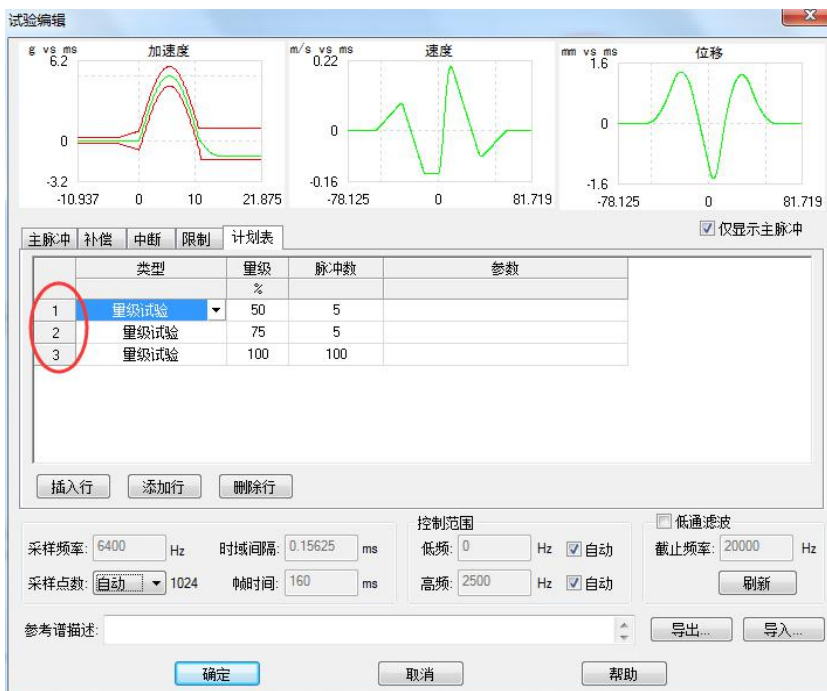 试验编辑
g vs ms 加速度 m/s vs ms 速度 mm vs ms 位移
6.2 0.22 1.6
0 0 0
-3.2 -0.16 -1.6
-10.937 0 10 21.875 -78.125 0 81.719 -78.125 0 81.719
仅显示主脉冲
主脉冲 补偿 中断 限制 计划表
类型 量级 脉冲数 参数
%
1 量级试验 50 5
2 量级试验 75 5
3 量级试验 100 100
插入行 添加行 删除行
控制范围 低通滤波
采样频率: 6400 Hz 时域间隔: 0.15625 ms 低频: 0 Hz 自动 截止频率: 20000 Hz
采样点数: 自动 1024 帧时间: 160 ms 高频: 2500 Hz 自动 刷新
参考谱描述: 导出... 导入...
确定 取消 帮助